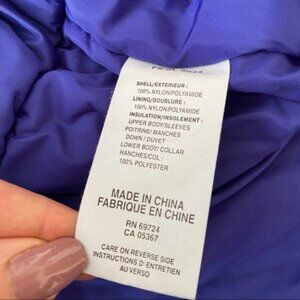 SHELL/EXTERIEUR:
100% NYLON/POLYAMIDE
LINING/DOUGLURE:
100% NYLON/POLYAMIDE
INSULATION/INSOLEMENT:
UPPER BODY/SLEEVES
POITRINE/MANCHES
DOWN/DUVET
LOWER BODY/COLLAR
HANCHES/COL:
100% POLYESTER
MADE IN CHINA
FABRIQUE EN CHINE
RN 69724
CA 05367
CARE ON REVERSE SIDE
INSTRUCTIONS D'ENTRETIEN
AU VERSO